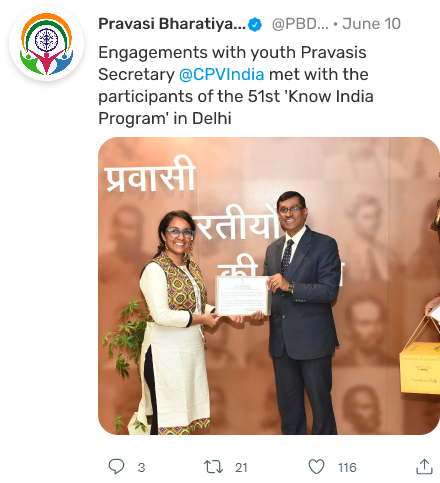 Pravasi Bharatiya... @PBD... · June 10
Engagements with youth Pravasis
Secretary @CPVIndia met with the
participants of the 51st 'Know India
Program' in Delhi
प्रवासी
रतीयों
की
3 21 116